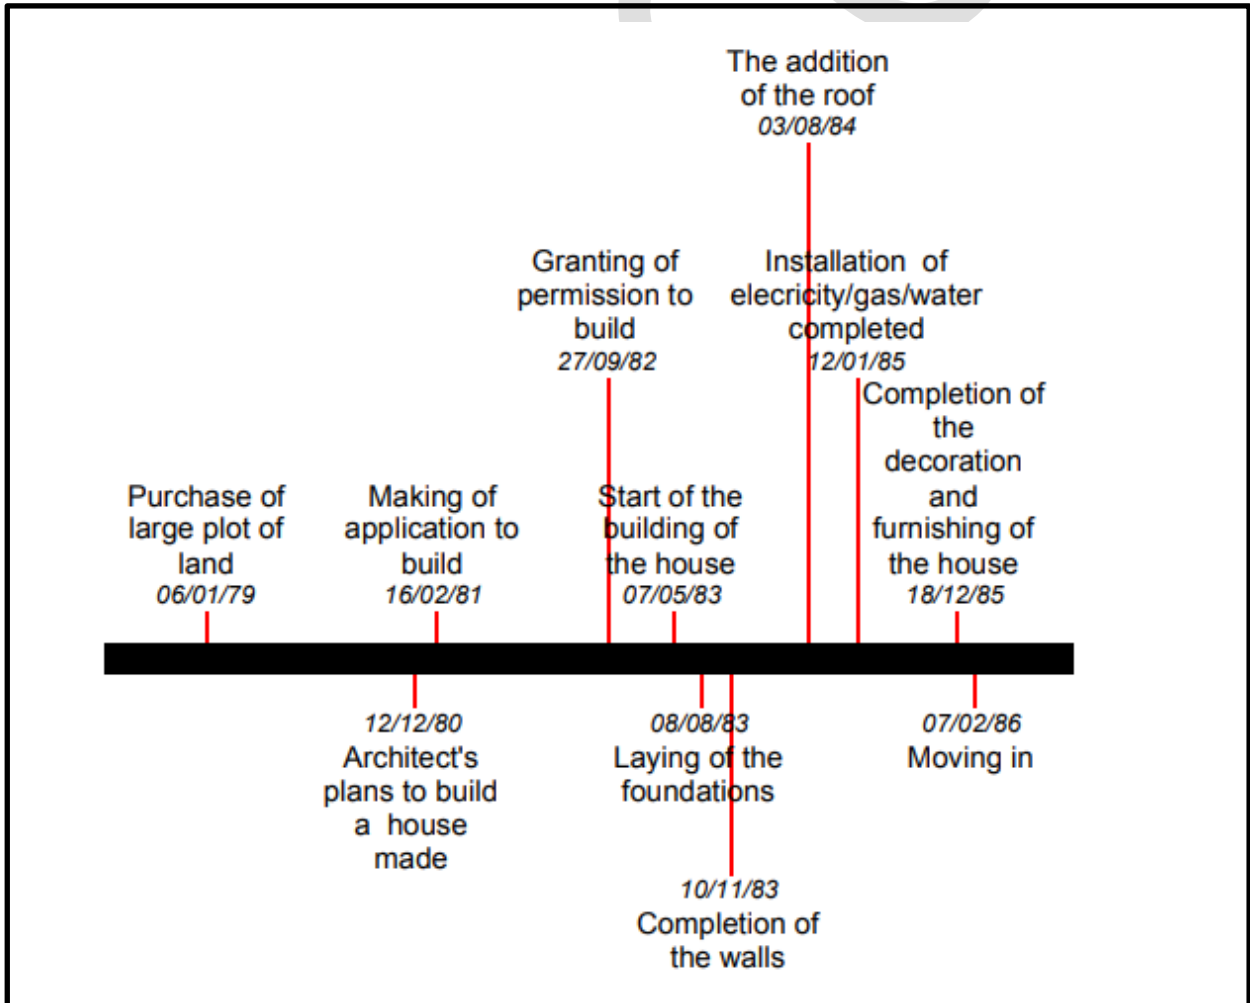 The addition
of the roof
03/08/84
Granting of
permission to
build
27/09/82
Installation of
elecricity/gas/water
completed
12/01/85
Completion of
the
decoration
and
furnishing of
the house
18/12/85
Purchase of
large plot of
land
06/01/79
Making of
application to
build
16/02/81
Start of the
building of
the house
07/05/83
12/12/80
Architect's
plans to build
a house
made
08/08/83
Laying of the
foundations
10/11/83
Completion of
the walls
07/02/86
Moving in